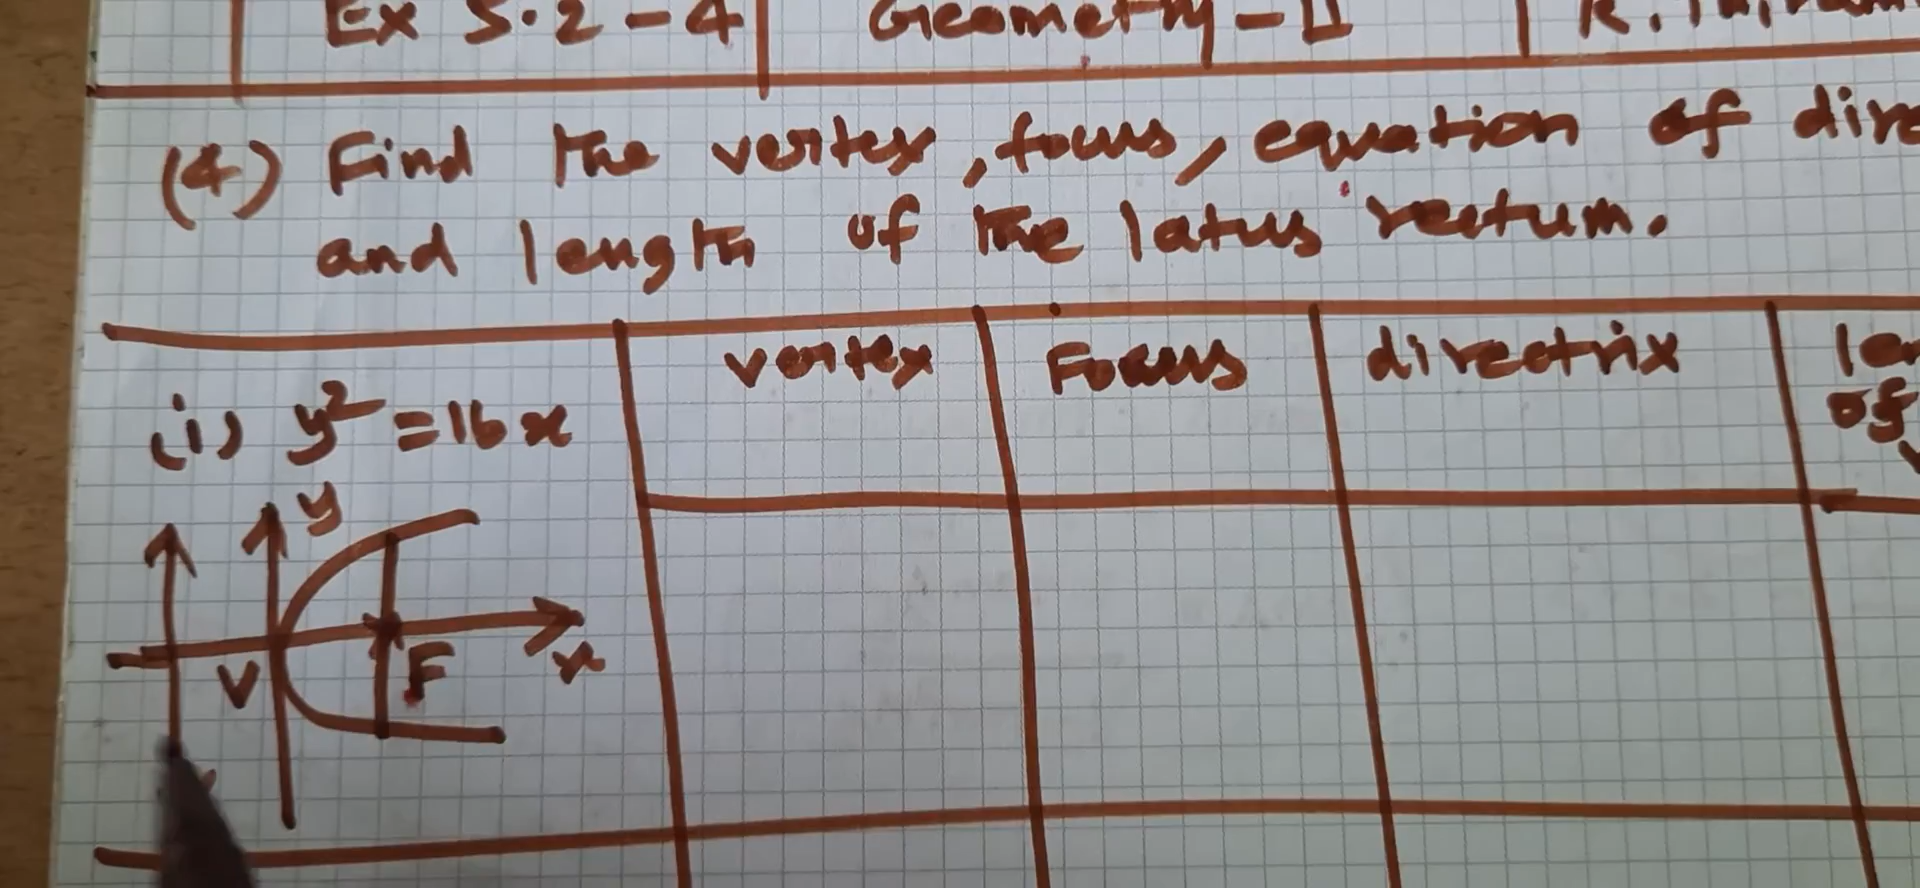 Ex 5.2-4
Geometry-II
(4) Find the vertex, focus, equation of
and length of the latus rectum.
vertex
Focus
directrix
of
(i) y² = 16x
y
V
F
x